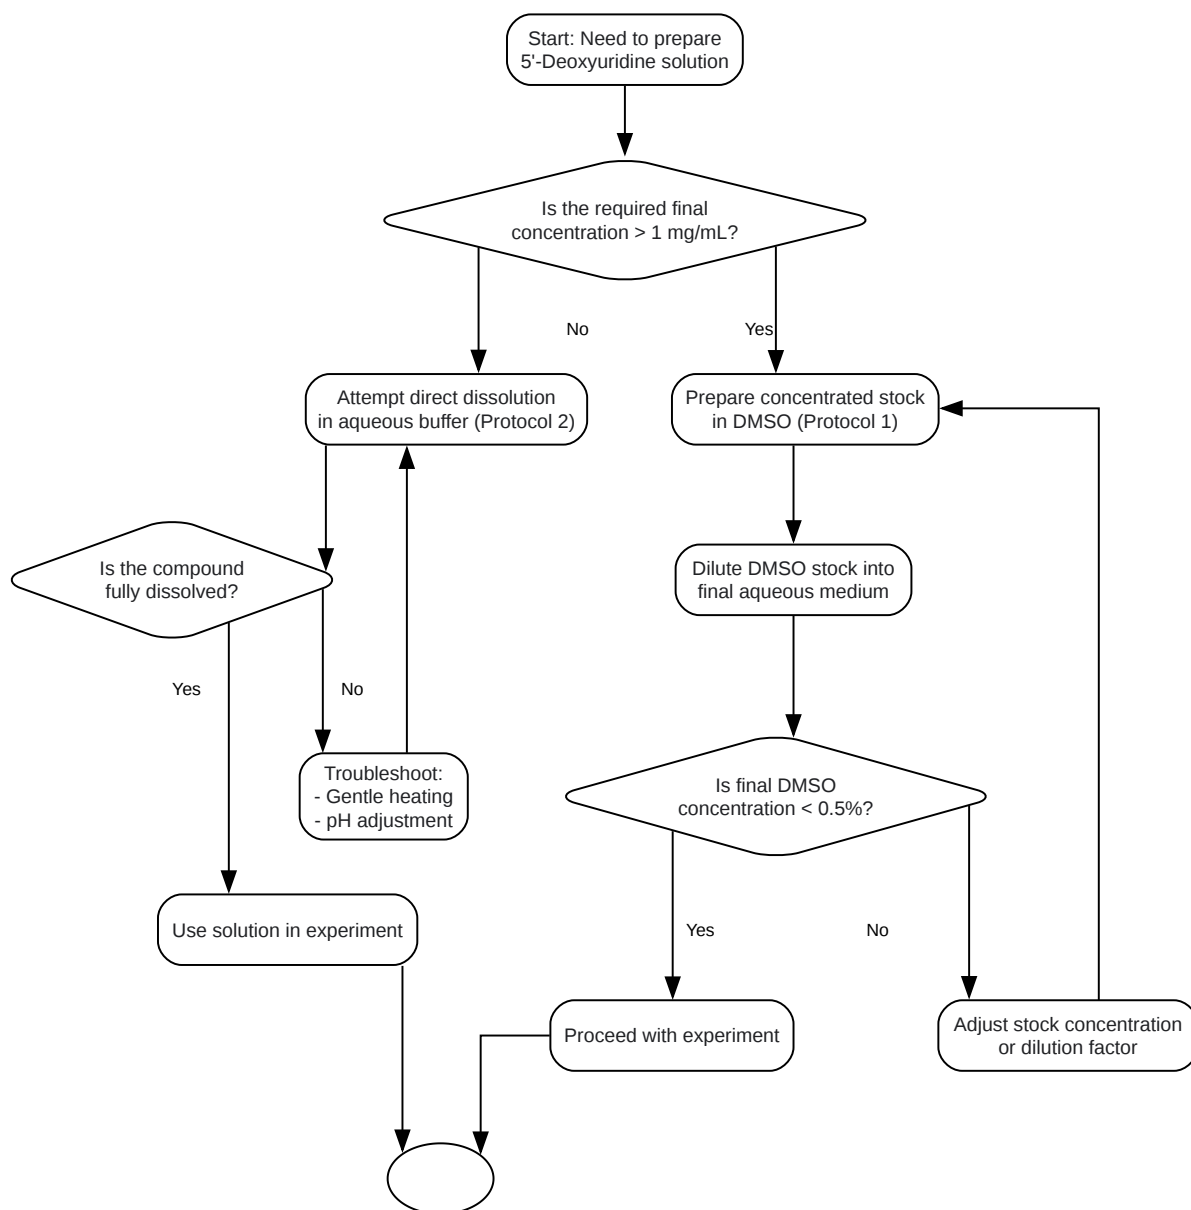 Start: Need to prepare
5'-Deoxyuridine solution
Is the required final
concentration > 1 mg/mL?
No
Yes
Attempt direct dissolution
in aqueous buffer (Protocol 2)
Prepare concentrated stock
in DMSO (Protocol 1)
Is the compound
fully dissolved?
Dilute DMSO stock into
final aqueous medium
Yes
No
Troubleshoot:
- Gentle heating
- pH adjustment
Is final DMSO
concentration < 0.5%?
Use solution in experiment
Yes
No
Proceed with experiment
Adjust stock concentration
or dilution factor